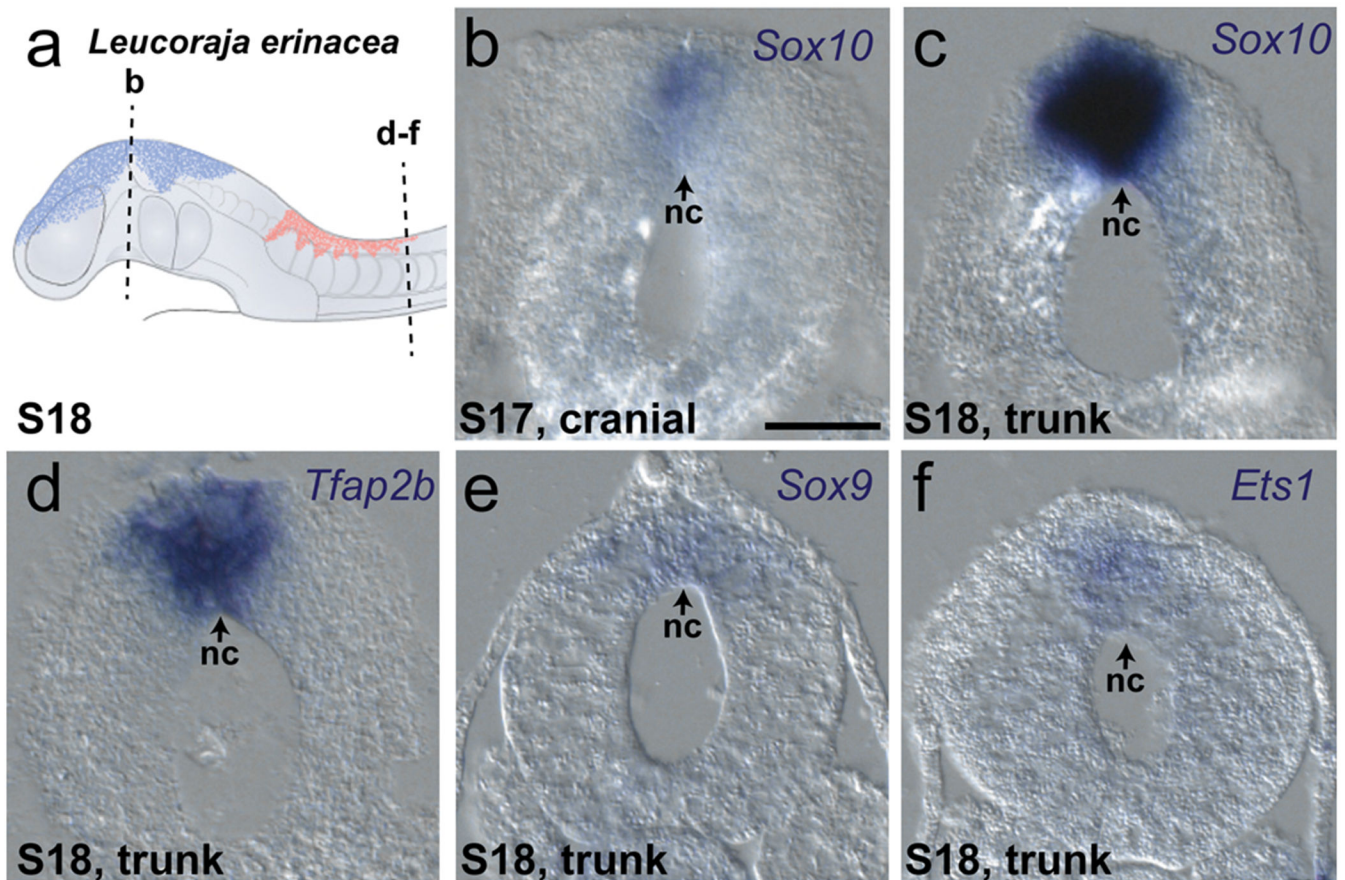 a Leucoraja erinacea
b
d-f
S18
b Sox10
nc
S17, cranial
c Sox10
nc
S18, trunk
d Tfap2b
nc
S18, trunk
e Sox9
nc
S18, trunk
f Ets1
nc
S18, trunk